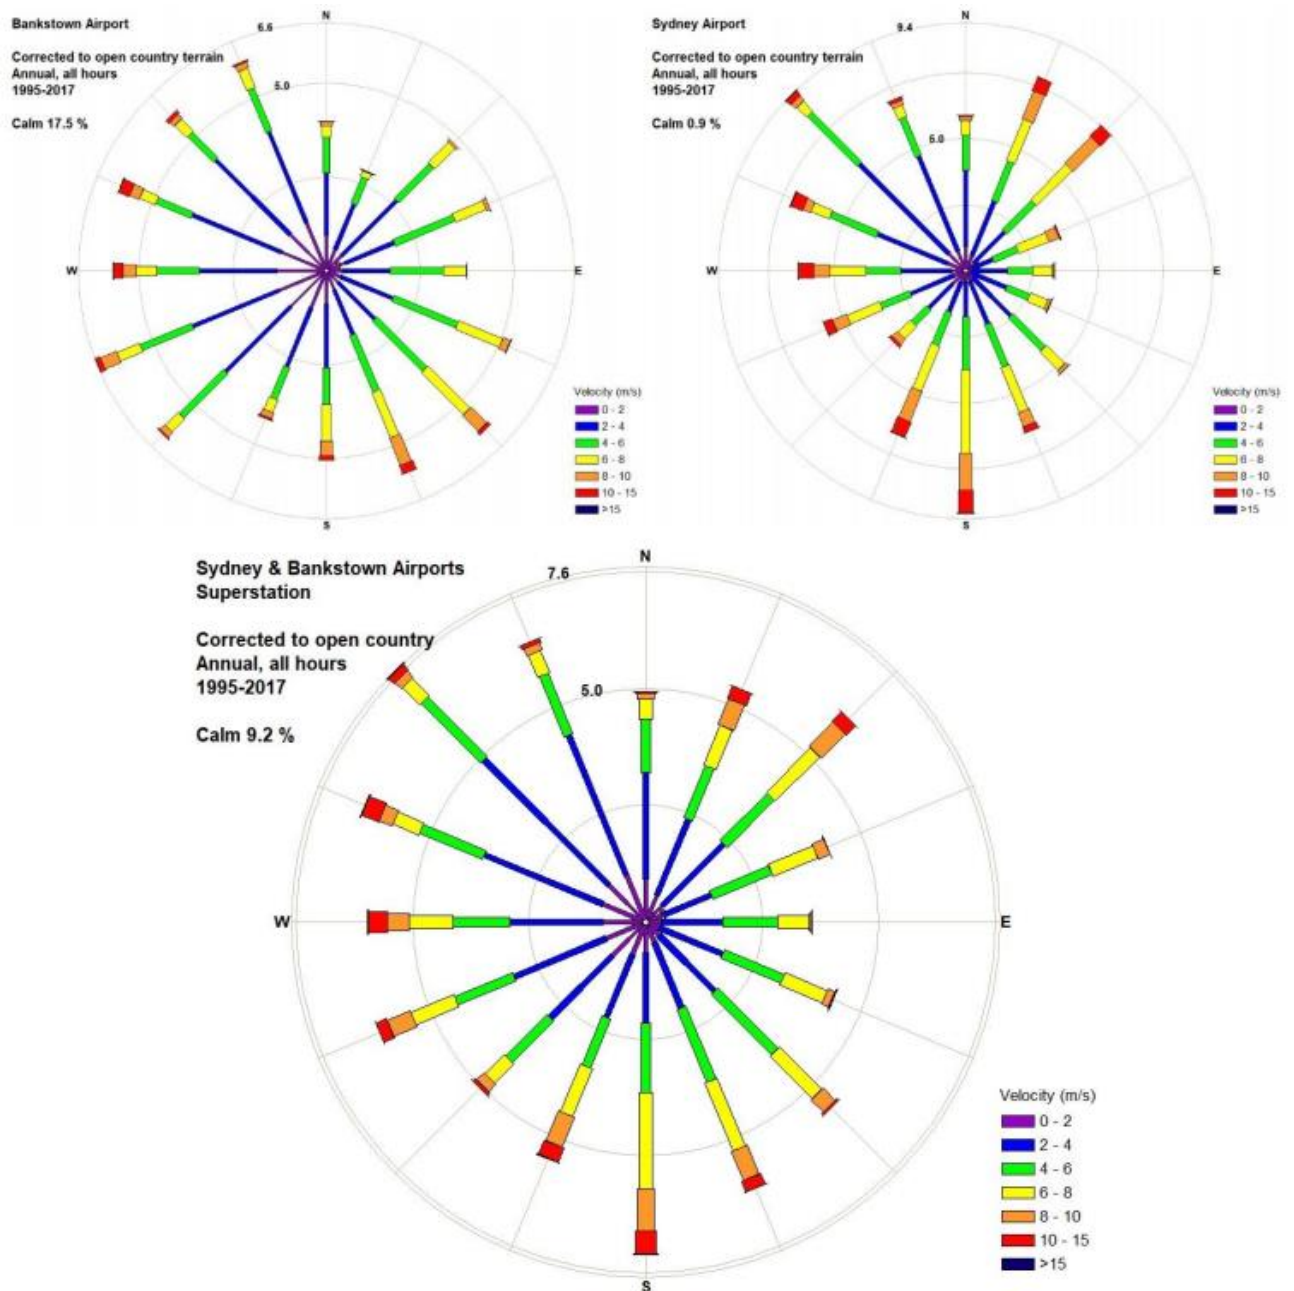 Bankstown Airport
Corrected to open country terrain
Annual, all hours
1995-2017
Calm 17.5 %
N
6.6
5.0
W
E
S
Velocity (m/s)
0 - 2
2 - 4
4 - 6
6 - 8
8 - 10
10 - 15
>15
Sydney Airport
Corrected to open country terrain
Annual, all hours
1995-2017
Calm 0.9 %
N
9.4
5.0
W
E
S
Velocity (m/s)
0 - 2
2 - 4
4 - 6
6 - 8
8 - 10
10 - 15
>15
Sydney & Bankstown Airports
Superstation
Corrected to open country
Annual, all hours
1995-2017
Calm 9.2 %
N
7.6
5.0
W
E
S
Velocity (m/s)
0 - 2
2 - 4
4 - 6
6 - 8
8 - 10
10 - 15
>15